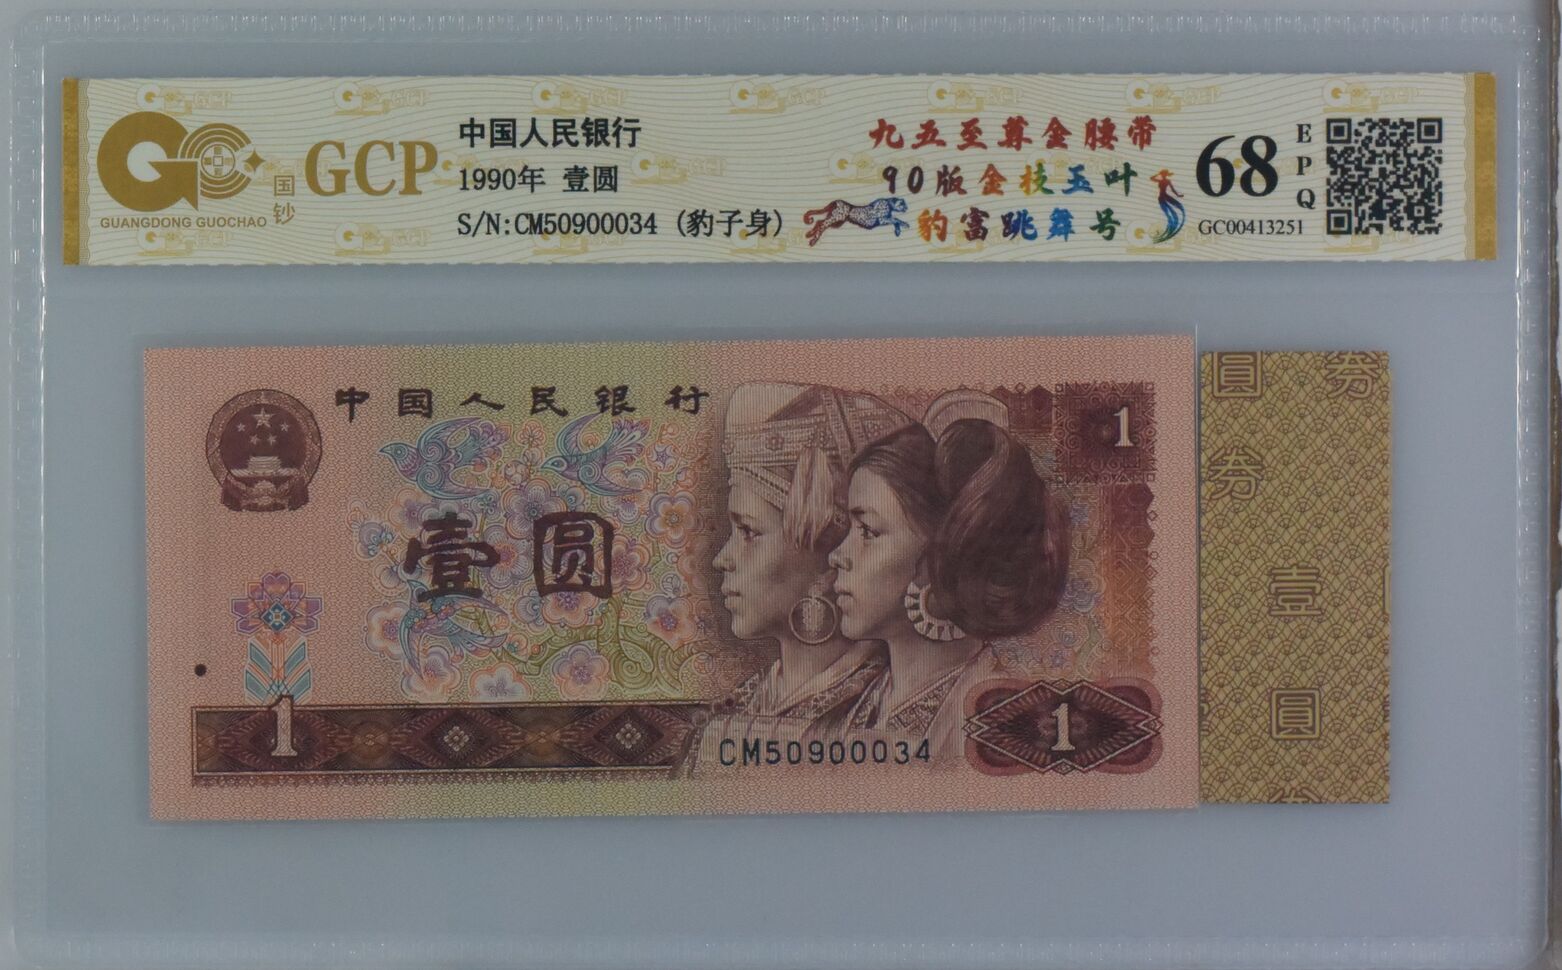 中国人民银行
1990年 壹圆
S/N:CM50900034 (豹子身)
GCP
国钞
GUANGDONG GUOCHAO
九五至尊金腰带
90版金枝玉叶
豹富跳舞号
68
EPQ
GC00413251
中国人民银行
1
壹圆
1
CM50900034
1
圆 券
券
壹
圆